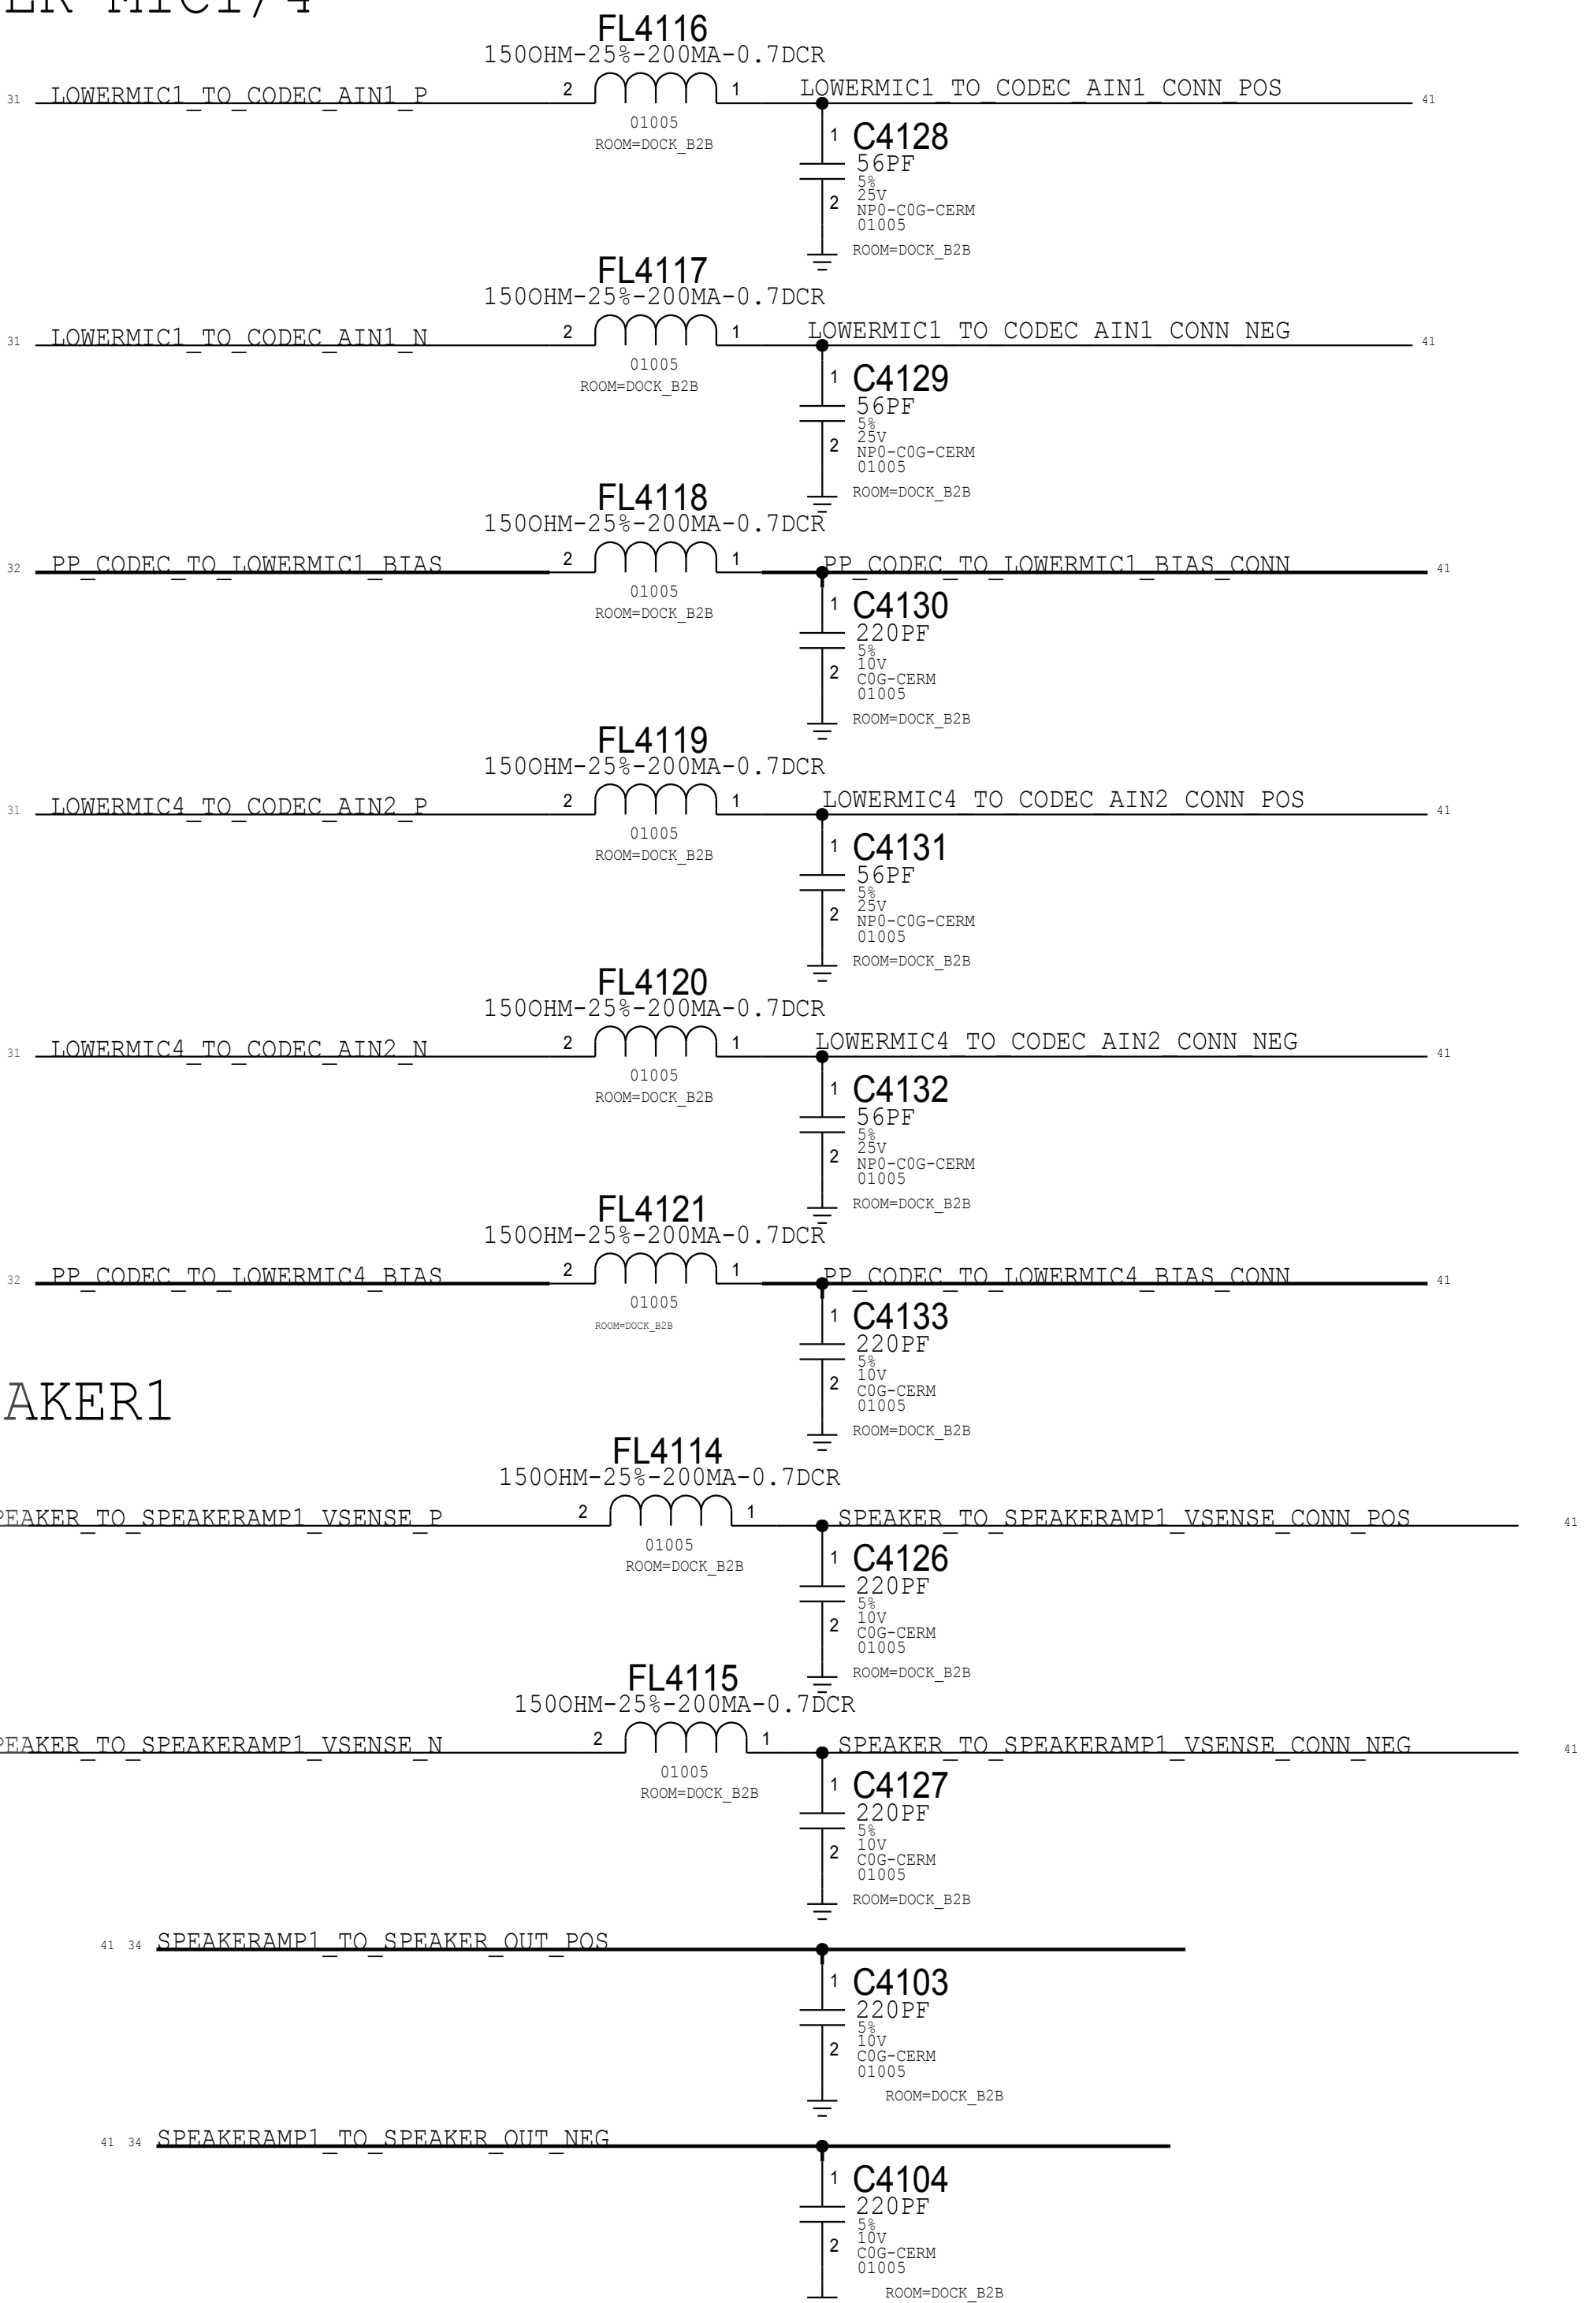 ER MIC1/4
FL4116
150OHM-25%-200MA-0.7DCR
31 LOWERMIC1_TO_CODEC_AIN1_P 2 1 LOWERMIC1_TO_CODEC_AIN1_CONN_POS 41
01005
ROOM=DOCK_B2B
1 C4128
56PF
5%
25V
2 NP0-C0G-CERM
01005
ROOM=DOCK_B2B
FL4117
150OHM-25%-200MA-0.7DCR
31 LOWERMIC1_TO_CODEC_AIN1_N 2 1 LOWERMIC1_TO_CODEC_AIN1_CONN_NEG 41
01005
ROOM=DOCK_B2B
1 C4129
56PF
5%
25V
2 NP0-C0G-CERM
01005
ROOM=DOCK_B2B
FL4118
150OHM-25%-200MA-0.7DCR
32 PP_CODEC_TO_LOWERMIC1_BIAS 2 1 PP_CODEC_TO_LOWERMIC1_BIAS_CONN 41
01005
ROOM=DOCK_B2B
1 C4130
220PF
5%
10V
2 C0G-CERM
01005
ROOM=DOCK_B2B
FL4119
150OHM-25%-200MA-0.7DCR
31 LOWERMIC4_TO_CODEC_AIN2_P 2 1 LOWERMIC4_TO_CODEC_AIN2_CONN_POS 41
01005
ROOM=DOCK_B2B
1 C4131
56PF
5%
25V
2 NP0-C0G-CERM
01005
ROOM=DOCK_B2B
FL4120
150OHM-25%-200MA-0.7DCR
31 LOWERMIC4_TO_CODEC_AIN2_N 2 1 LOWERMIC4_TO_CODEC_AIN2_CONN_NEG 41
01005
ROOM=DOCK_B2B
1 C4132
56PF
5%
25V
2 NP0-C0G-CERM
01005
ROOM=DOCK_B2B
FL4121
150OHM-25%-200MA-0.7DCR
32 PP_CODEC_TO_LOWERMIC4_BIAS 2 1 PP_CODEC_TO_LOWERMIC4_BIAS_CONN 41
01005
ROOM=DOCK_B2B
1 C4133
220PF
5%
10V
2 C0G-CERM
01005
ROOM=DOCK_B2B
AKER1
FL4114
150OHM-25%-200MA-0.7DCR
PEAKER_TO_SPEAKERAMP1_VSENSE_P 2 1 SPEAKER_TO_SPEAKERAMP1_VSENSE_CONN_POS 41
01005
ROOM=DOCK_B2B
1 C4126
220PF
5%
10V
2 C0G-CERM
01005
ROOM=DOCK_B2B
FL4115
150OHM-25%-200MA-0.7DCR
PEAKER_TO_SPEAKERAMP1_VSENSE_N 2 1 SPEAKER_TO_SPEAKERAMP1_VSENSE_CONN_NEG 41
01005
ROOM=DOCK_B2B
1 C4127
220PF
5%
10V
2 C0G-CERM
01005
ROOM=DOCK_B2B
41 34 SPEAKERAMP1_TO_SPEAKER_OUT_POS
1 C4103
220PF
5%
10V
2 C0G-CERM
01005
ROOM=DOCK_B2B
41 34 SPEAKERAMP1_TO_SPEAKER_OUT_NEG
1 C4104
220PF
5%
10V
2 C0G-CERM
01005
ROOM=DOCK_B2B